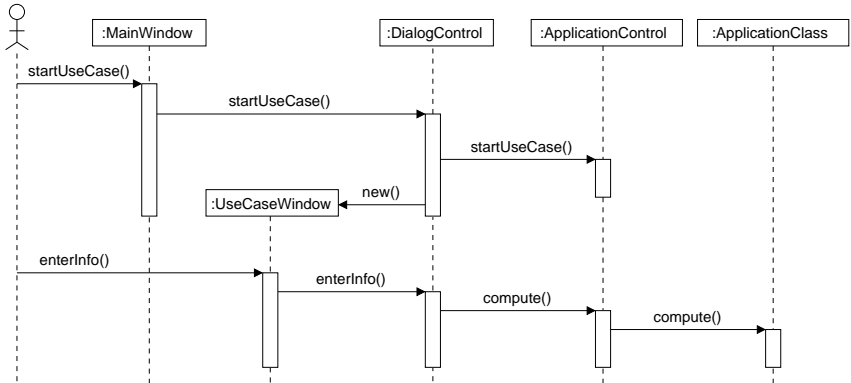 :MainWindow
:DialogControl
:ApplicationControl
:ApplicationClass
startUseCase()
startUseCase()
startUseCase()
new()
:UseCaseWindow
enterInfo()
enterInfo()
compute()
compute()